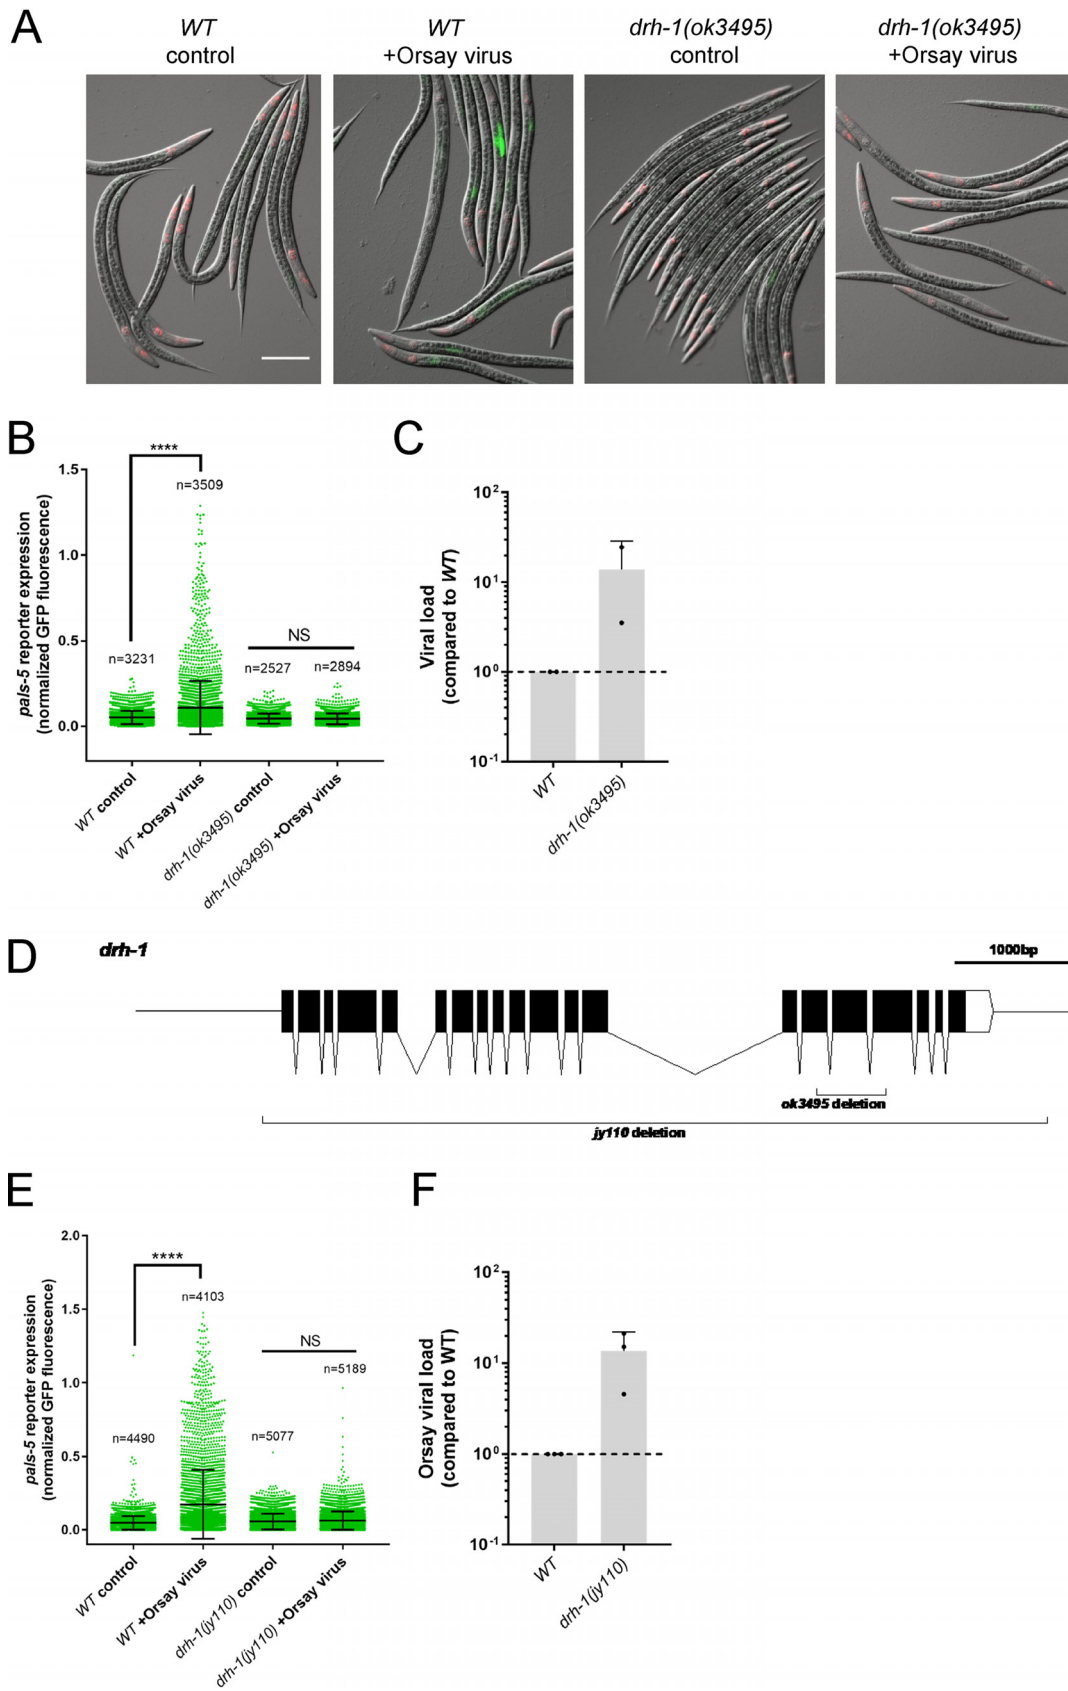 A
WT
control
WT
+Orsay virus
drh-1(ok3495)
control
drh-1(ok3495)
+Orsay virus
B
pals-5 reporter expression
(normalized GFP fluorescence)
1.5
1.0
0.5
0.0
****
n=3231
n=3509
NS
n=2527
n=2894
WT control
WT +Orsay virus
drh-1(ok3495) control
drh-1(ok3495) +Orsay virus
C
Viral load
(compared to WT)
10²
10¹
10⁰
10⁻¹
WT
drh-1(ok3495)
D
drh-1
1000bp
ok3495 deletion
jy110 deletion
E
pals-5 reporter expression
(normalized GFP fluorescence)
2.0
1.5
1.0
0.5
0.0
****
n=4490
n=4103
NS
n=5077
n=5189
WT control
WT +Orsay virus
drh-1(jy110) control
drh-1(jy110) +Orsay virus
F
Orsay viral load
(compared to WT)
10²
10¹
10⁰
10⁻¹
WT
drh-1(jy110)